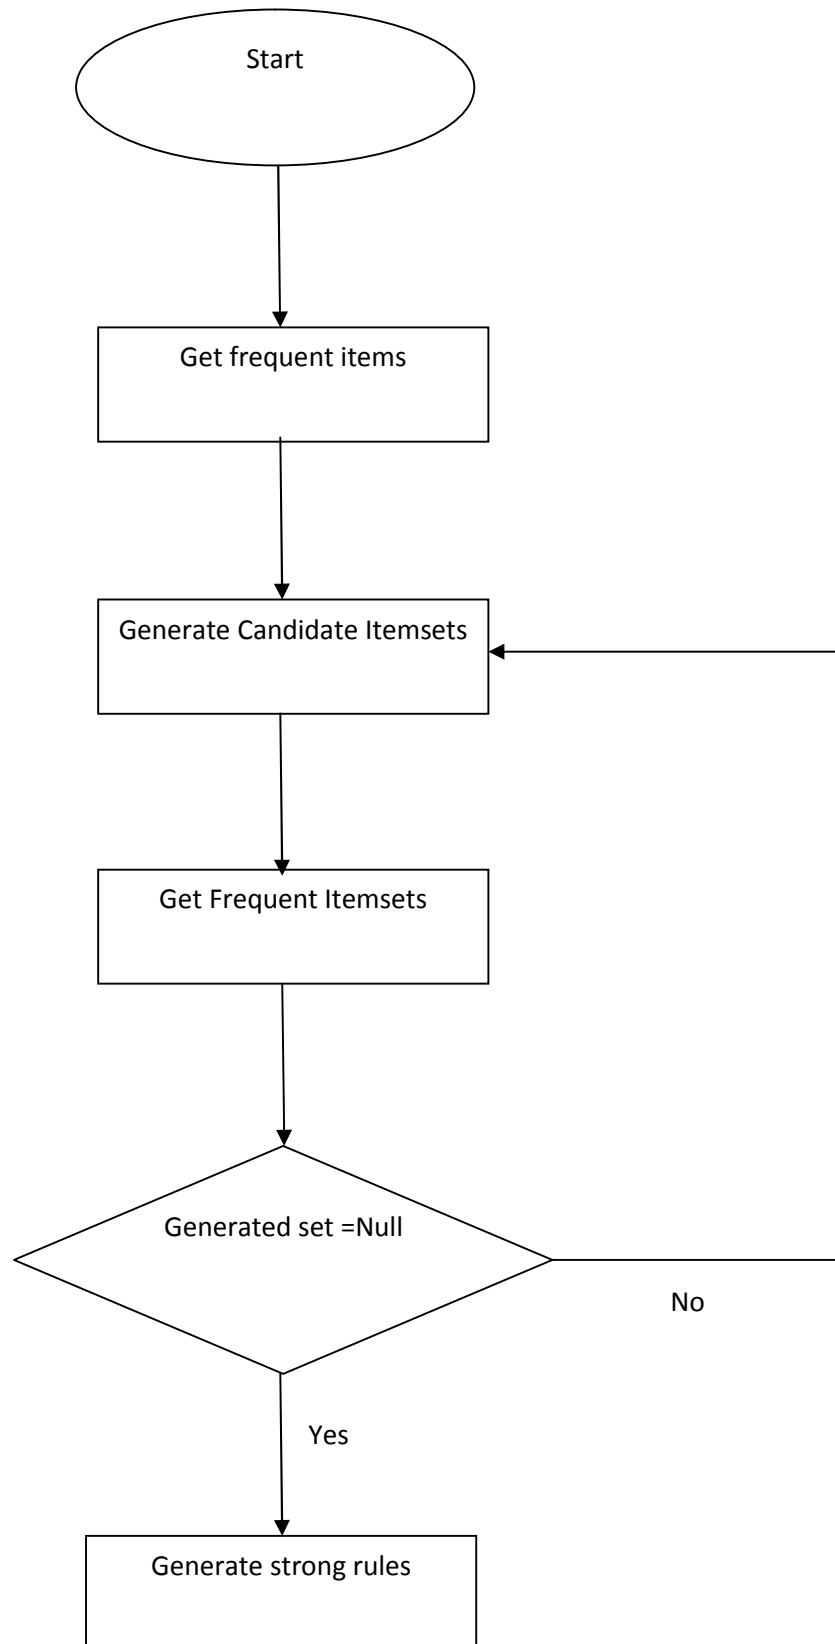 Start
Get frequent items
Generate Candidate Itemsets
Get Frequent Itemsets
Generated set =Null
No
Yes
Generate strong rules